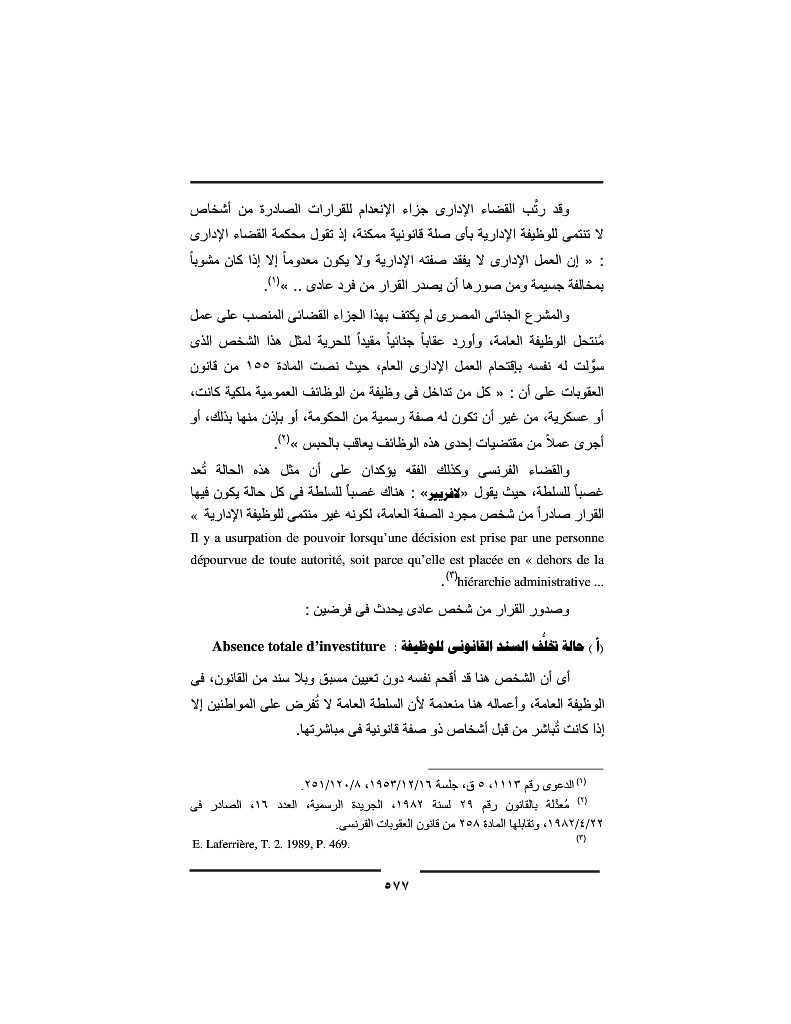 وقد رتَّب القضاء الإدارى جزاء الإنعدام للقرارات الصادرة من أشخاص
لا تنتمى للوظيفة الإدارية بأى صلة قانونية ممكنة، إذ تقول محكمة القضاء الإدارى
: « إن العمل الإدارى لا يفقد صفته الإدارية ولا يكون معدوماً إلا إذا كان مشوباً
بمخالفة جسيمة ومن صورها أن يصدر القرار من فرد عادى .. »(١).
والمشرع الجنائى المصرى لم يكتف بهذا الجزاء القضائى المنصب على عمل
مُنتحل الوظيفة العامة، وأورد عقاباً جنائياً مقيداً للحرية لمثل هذا الشخص الذى
سوَّلت له نفسه بإقتحام العمل الإدارى العام، حيث نصت المادة ١٥٥ من قانون
العقوبات على أن : « كل من تداخل فى وظيفة من الوظائف العمومية ملكية كانت،
أو عسكرية، من غير أن تكون له صفة رسمية من الحكومة، أو بإذن منها بذلك، أو
أجرى عملاً من مقتضيات إحدى هذه الوظائف يعاقب بالحبس »(٢).
والقضاء الفرنسى وكذلك الفقه يؤكدان على أن مثل هذه الحالة تُعد
غصباً للسلطة، حيث يقول «لافريير» : هناك غصباً للسلطة فى كل حالة يكون فيها
القرار صادراً من شخص مجرد الصفة العامة، لكونه غير منتمى للوظيفة الإدارية »
Il y a usurpation de pouvoir lorsqu’une décision est prise par une personne
dépourvue de toute autorité, soit parce qu’elle est placée en « dehors de la
.(٣)hiérarchie administrative ...
وصدور القرار من شخص عادى يحدث فى فرضين :
(أ) حالة تخلُّف السند القانونى للوظيفة : Absence totale d’investiture
أى أن الشخص هنا قد أقحم نفسه دون تعيين مسبق وبلا سند من القانون، فى
الوظيفة العامة، وأعماله هنا منعدمة لأن السلطة العامة لا تُفرض على المواطنين إلا
إذا كانت تُباشر من قبل أشخاص ذو صفة قانونية فى مباشرتها.
(١) الدعوى رقم ١١١٣، ٥ ق، جلسة ١٩٥٣/١٢/١٦، ٢٥١/١٢٠/٨.
(٢) مُعدَّلة بالقانون رقم ٢٩ لسنة ١٩٨٢، الجريدة الرسمية، العدد ١٦، الصادر فى
١٩٨٢/٤/٢٢، وتقابلها المادة ٢٥٨ من قانون العقوبات الفرنسى.
(٣) E. Laferrière, T. 2. 1989, P. 469.
٥٧٧